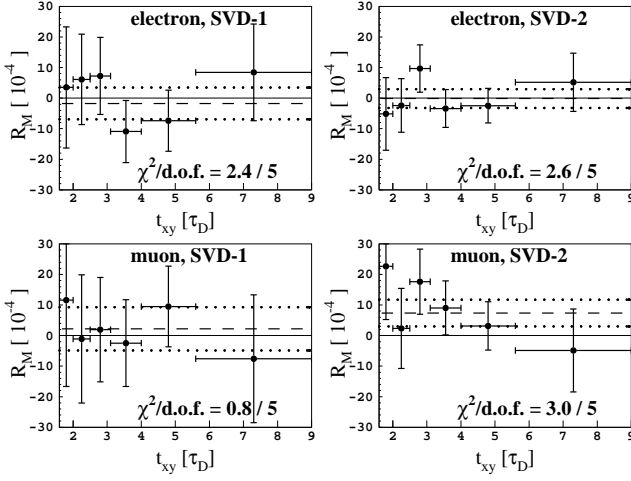 electron, SVD-1
R_M [ 10^-4 ]
30
20
10
0
-10
-20
-30
χ²/d.o.f. = 2.4 / 5
2 3 4 5 6 7 8 9
t_xy [τ_D]
electron, SVD-2
R_M [ 10^-4 ]
30
20
10
0
-10
-20
-30
χ²/d.o.f. = 2.6 / 5
2 3 4 5 6 7 8 9
t_xy [τ_D]
muon, SVD-1
R_M [ 10^-4 ]
30
20
10
0
-10
-20
-30
χ²/d.o.f. = 0.8 / 5
2 3 4 5 6 7 8 9
t_xy [τ_D]
muon, SVD-2
R_M [ 10^-4 ]
30
20
10
0
-10
-20
-30
χ²/d.o.f. = 3.0 / 5
2 3 4 5 6 7 8 9
t_xy [τ_D]